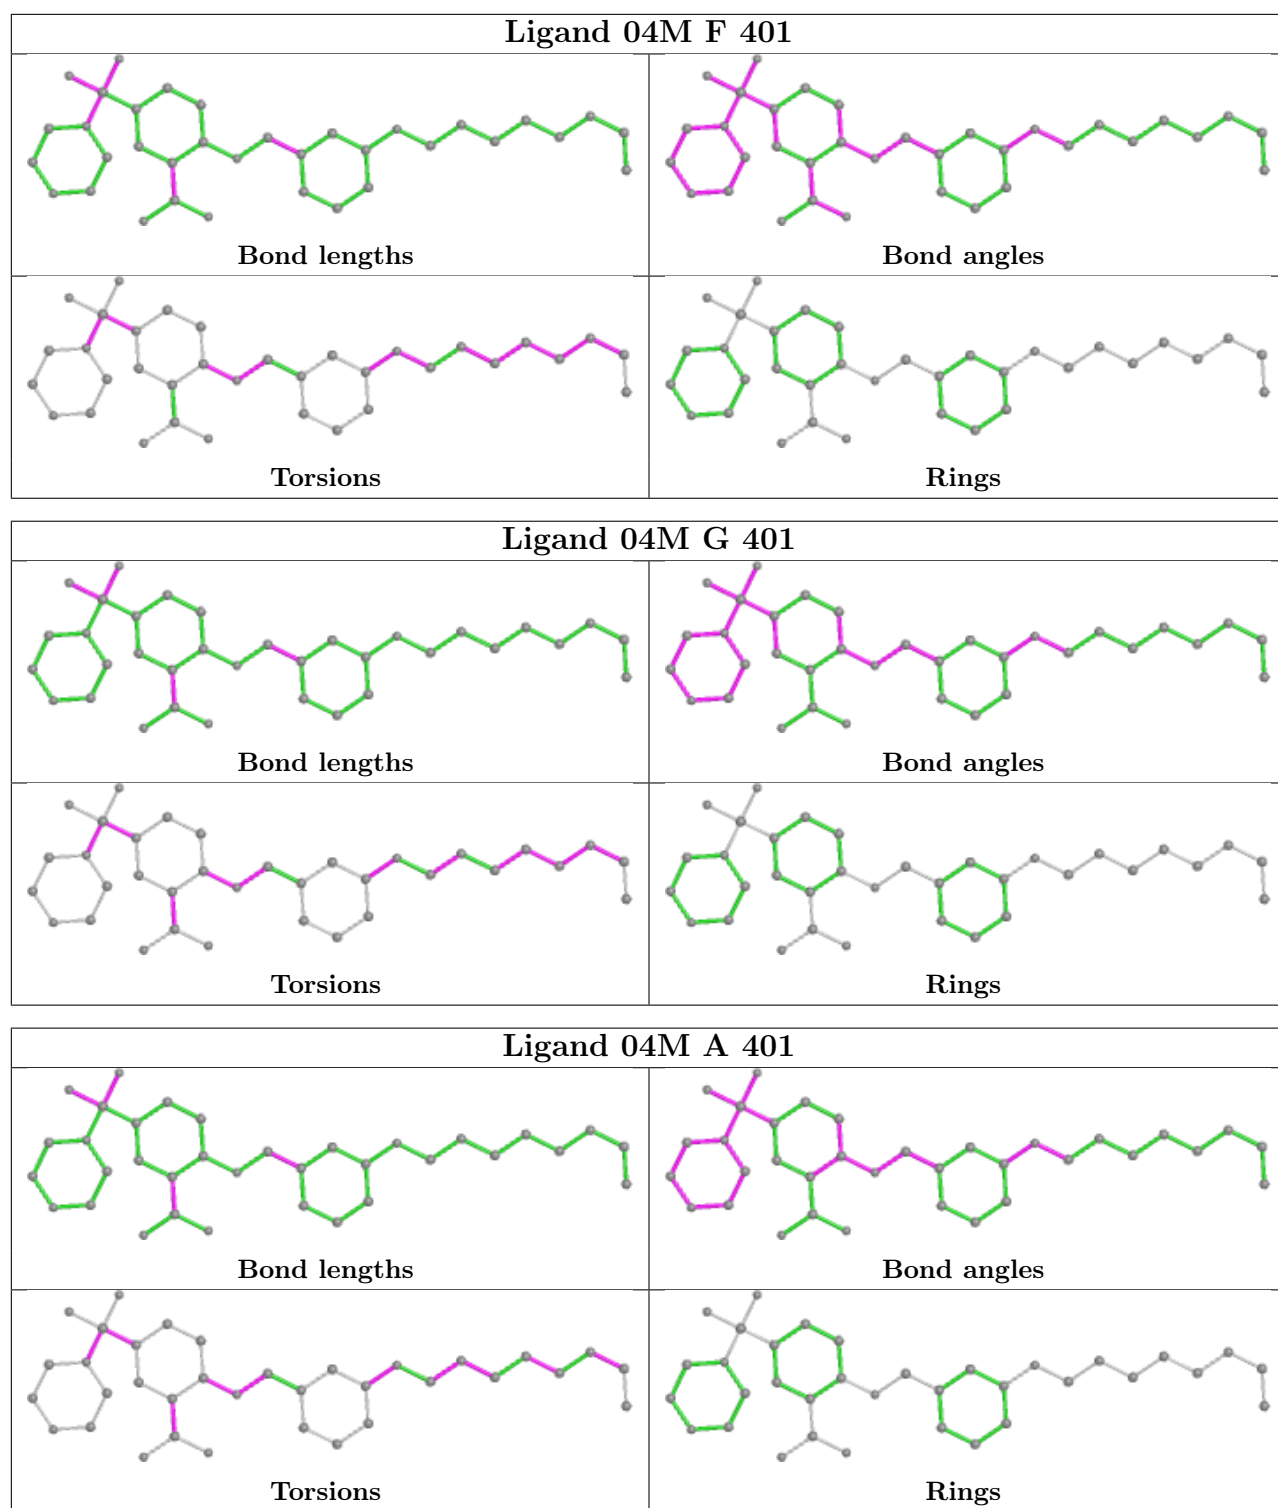 Ligand 04M F 401
Bond lengths
Bond angles
Torsions
Rings
Ligand 04M G 401
Bond lengths
Bond angles
Torsions
Rings
Ligand 04M A 401
Bond lengths
Bond angles
Torsions
Rings